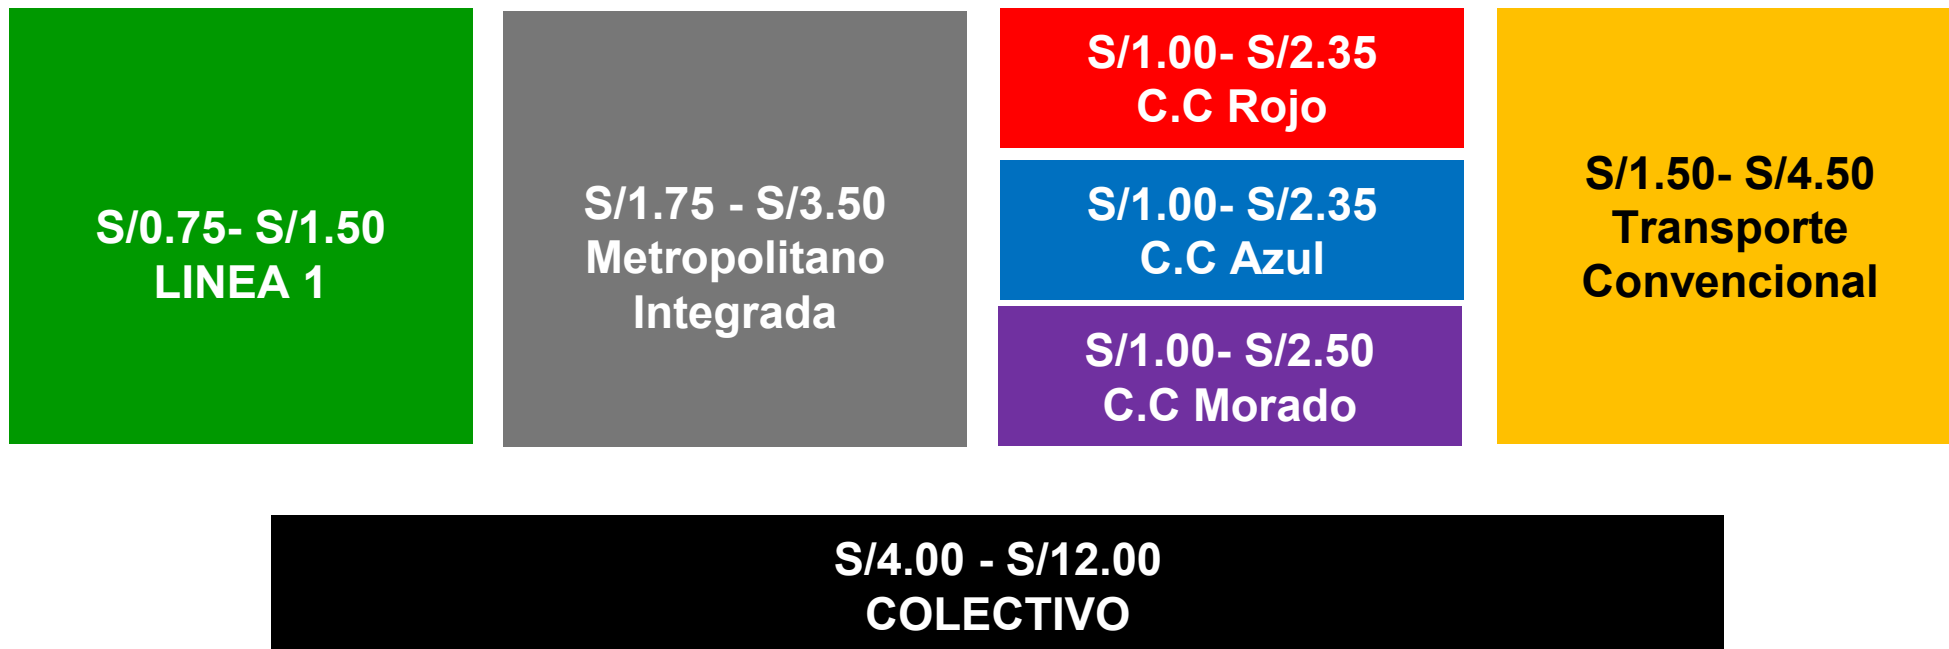 S/0.75- S/1.50
LINEA 1
S/1.75 - S/3.50
Metropolitano
Integrada
S/1.00- S/2.35
C.C Rojo
S/1.00- S/2.35
C.C Azul
S/1.00- S/2.50
C.C Morado
S/1.50- S/4.50
Transporte
Convencional
S/4.00 - S/12.00
COLECTIVO